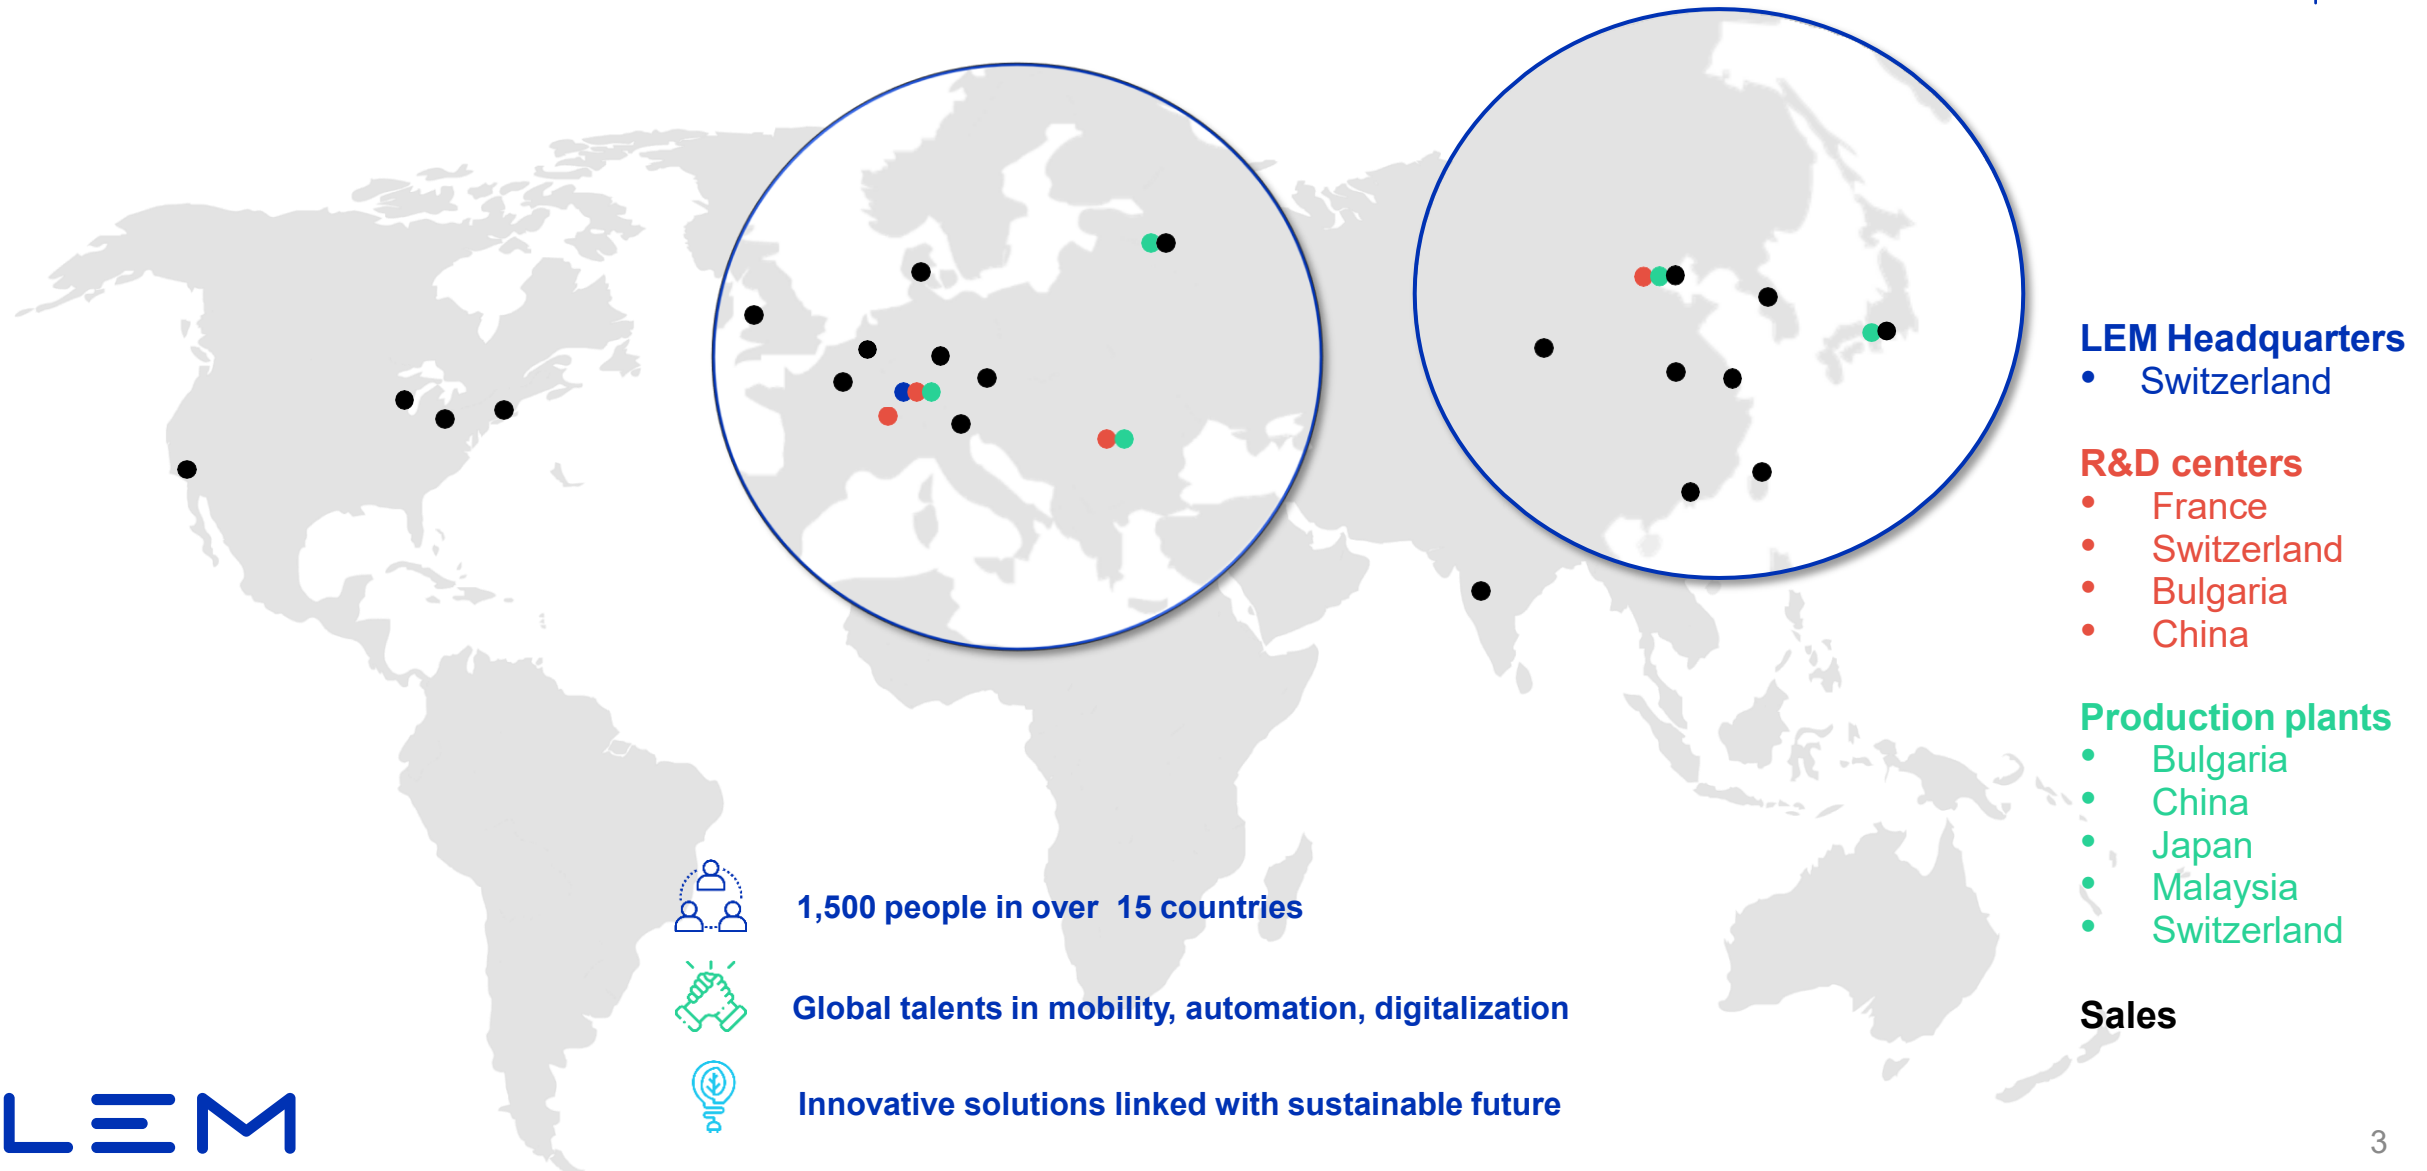 LEM Headquarters
• Switzerland
R&D centers
• France
• Switzerland
• Bulgaria
• China
Production plants
• Bulgaria
• China
• Japan
• Malaysia
• Switzerland
Sales
1,500 people in over 15 countries
Global talents in mobility, automation, digitalization
Innovative solutions linked with sustainable future
LEM
3